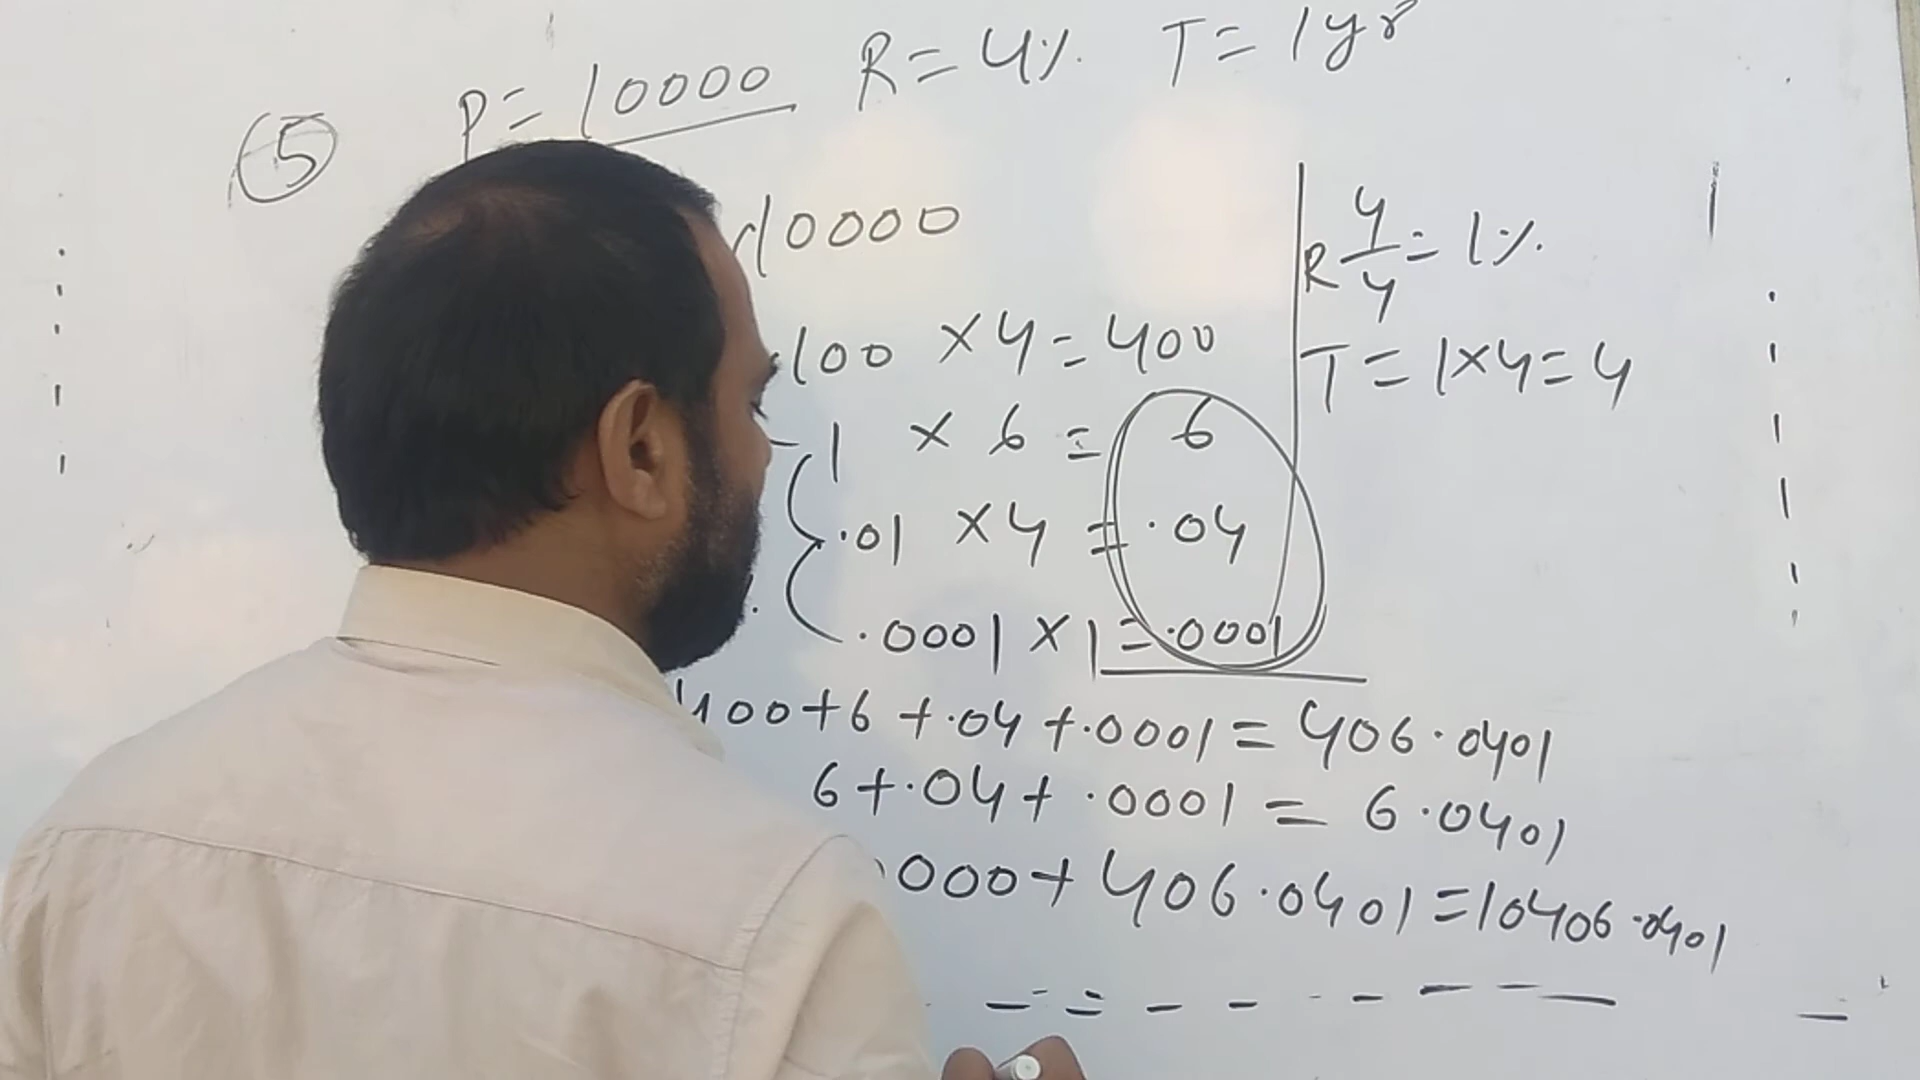 5 P = 10000 R = 4% T = 1yr
10000
R 4/4 = 1%
T = 1×4 = 4
100 × 4 = 400
1 × 6 = 6
.01 × 4 = .04
.0001 × 1 = .0001
400+6 +.04 +.0001 = 406.0401
6+.04+ .0001 = 6.0401
000+ 406.0401 = 10406.0401